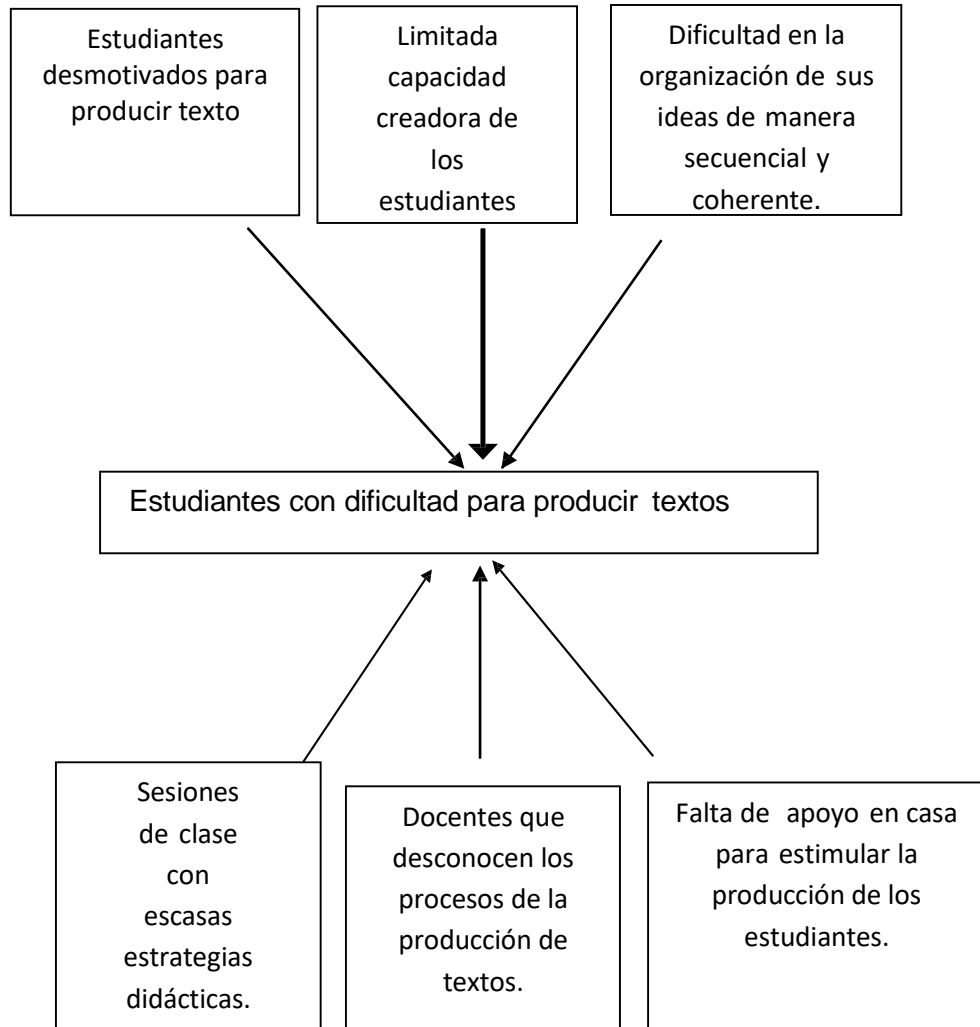 Estudiantes
desmotivados para
producir texto
Limitada
capacidad
creadora de
los
estudiantes
Dificultad en la
organización de sus
ideas de manera
secuencial y
coherente.
Estudiantes con dificultad para producir textos
Sesiones
de clase
con
escasas
estrategias
didácticas.
Docentes que
desconocen los
procesos de la
producción de
textos.
Falta de apoyo en casa
para estimular la
producción de los
estudiantes.